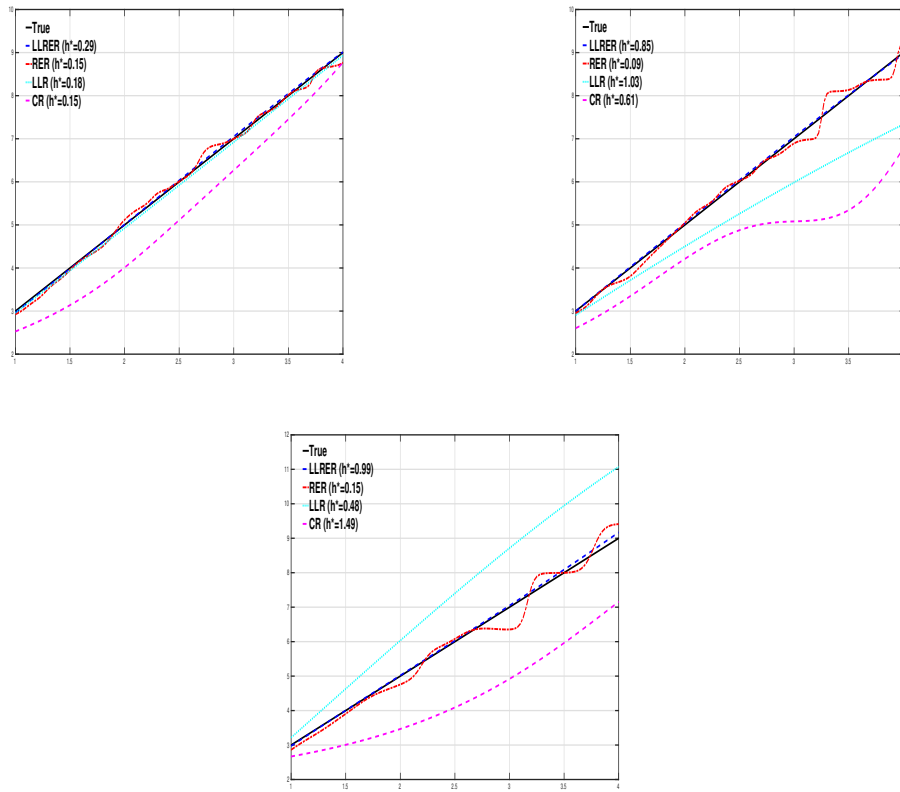 True
LLRER (h*=0.29)
RER (h*=0.15)
LLR (h*=0.18)
CR (h*=0.15)
10
9
8
7
6
5
4
3
2
1 1.5 2 2.5 3 3.5 4
True
LLRER (h*=0.85)
RER (h*=0.09)
LLR (h*=1.03)
CR (h*=0.61)
10
9
8
7
6
5
4
3
2
1 1.5 2 2.5 3 3.5 4
True
LLRER (h*=0.99)
RER (h*=0.15)
LLR (h*=0.48)
CR (h*=1.49)
12
11
10
9
8
7
6
5
4
3
2
1 1.5 2 2.5 3 3.5 4